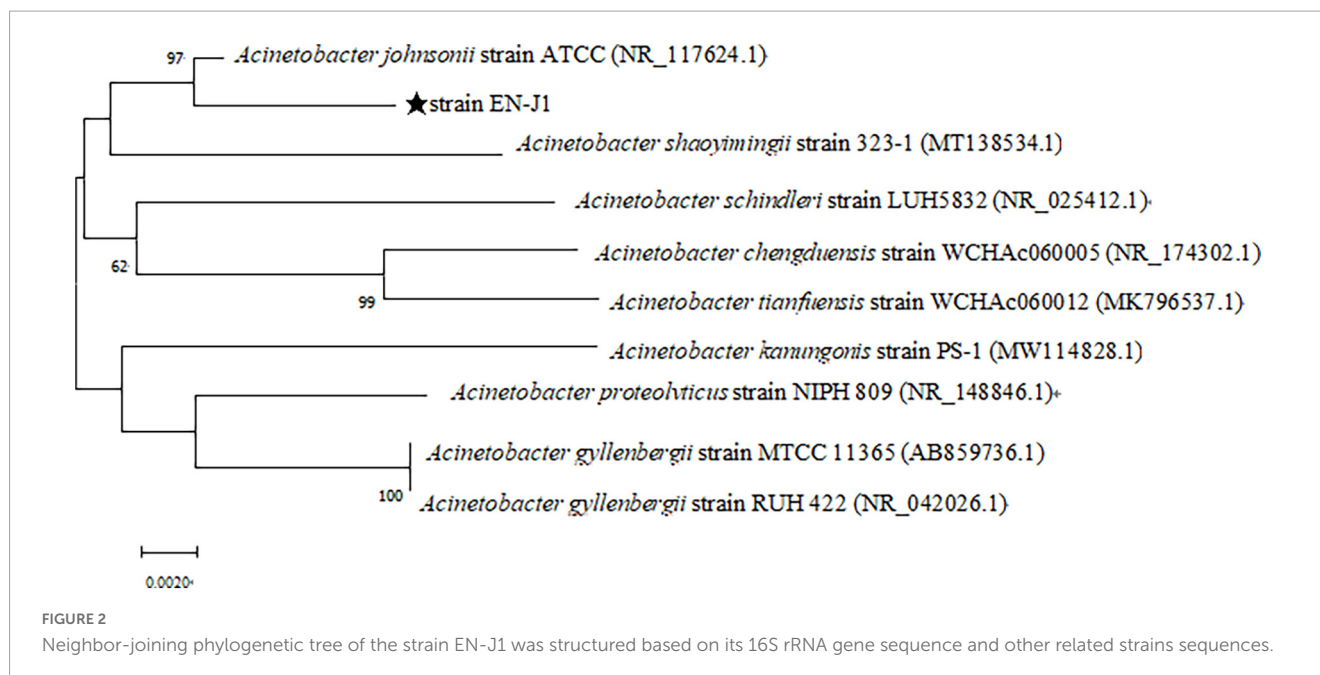 97
Acinetobacter johnsonii strain ATCC (NR_117624.1)
★strain EN-J1
Acinetobacter shaoyimingii strain 323-1 (MT138534.1)
Acinetobacter schindleri strain LUH5832 (NR_025412.1)
62
Acinetobacter chengduensis strain WCHAc060005 (NR_174302.1)
99
Acinetobacter tianfuensis strain WCHAc060012 (MK796537.1)
Acinetobacter kanungonis strain PS-1 (MW114828.1)
Acinetobacter proteolyticus strain NIPH 809 (NR_148846.1)
Acinetobacter gyllenbergii strain MTCC 11365 (AB859736.1)
100
Acinetobacter gyllenbergii strain RUH 422 (NR_042026.1)
0.0020
FIGURE 2
Neighbor-joining phylogenetic tree of the strain EN-J1 was structured based on its 16S rRNA gene sequence and other related strains sequences.